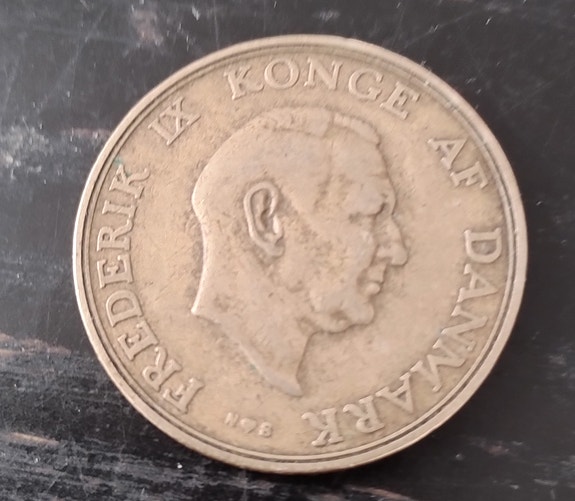 FREDERIK IX KONGE AF DANMARK